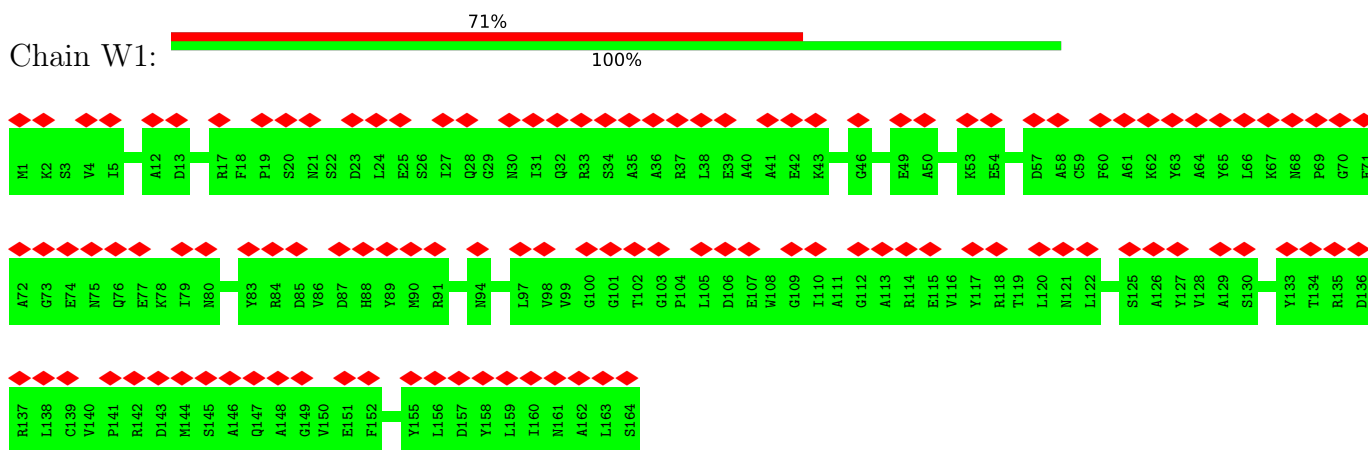 71%
Chain W1:
100%
M1 K2 S3 V4 I5 A12 D13 R17 F18 P19 S20 N21 S22 D23 L24 E25 S26 I27 Q28 G29 N30 I31 Q32 R33 S34 A35 A36 R37 L38 E39 A40 A41 E42 K43 G46 E49 A50 K53 E54 D57 A58 C59 F60 A61 K62 Y63 A64 Y65 L66 K67 N68 P69 G70 E71
A72 G73 E74 N75 Q76 E77 K78 I79 N80 Y83 R84 D85 V86 D87 H88 Y89 M90 R91 N94 L97 V98 V99 G100 G101 T102 G103 P104 L105 D106 E107 W108 G109 I110 A111 G112 A113 R114 E115 V116 Y117 R118 T119 L120 N121 L122 S125 A126 Y127 V128 A129 S130 Y133 T134 R135 D136
R137 L138 C139 V140 P141 R142 D143 M144 S145 A146 Q147 A148 G149 V150 E151 F152 Y155 L156 D157 Y158 L159 I160 N161 A162 L163 S164